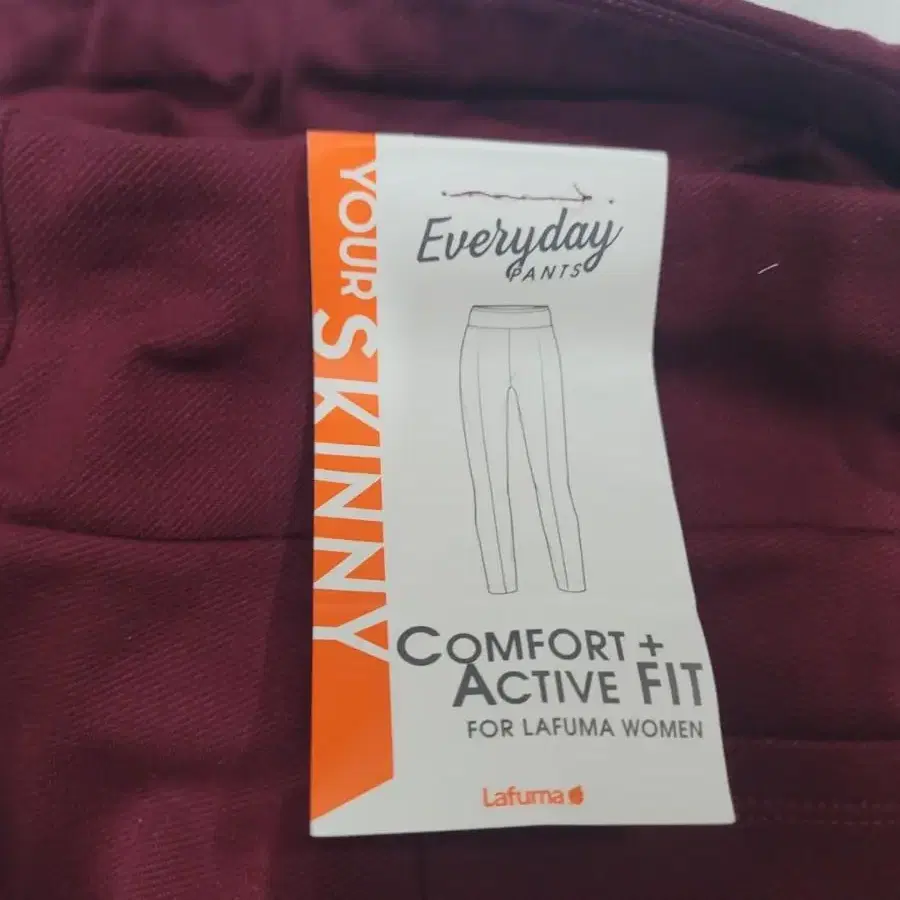 YOUR SKINNY
Everyday
PANTS
COMFORT +
ACTIVE FIT
FOR LAFUMA WOMEN
Lafuma